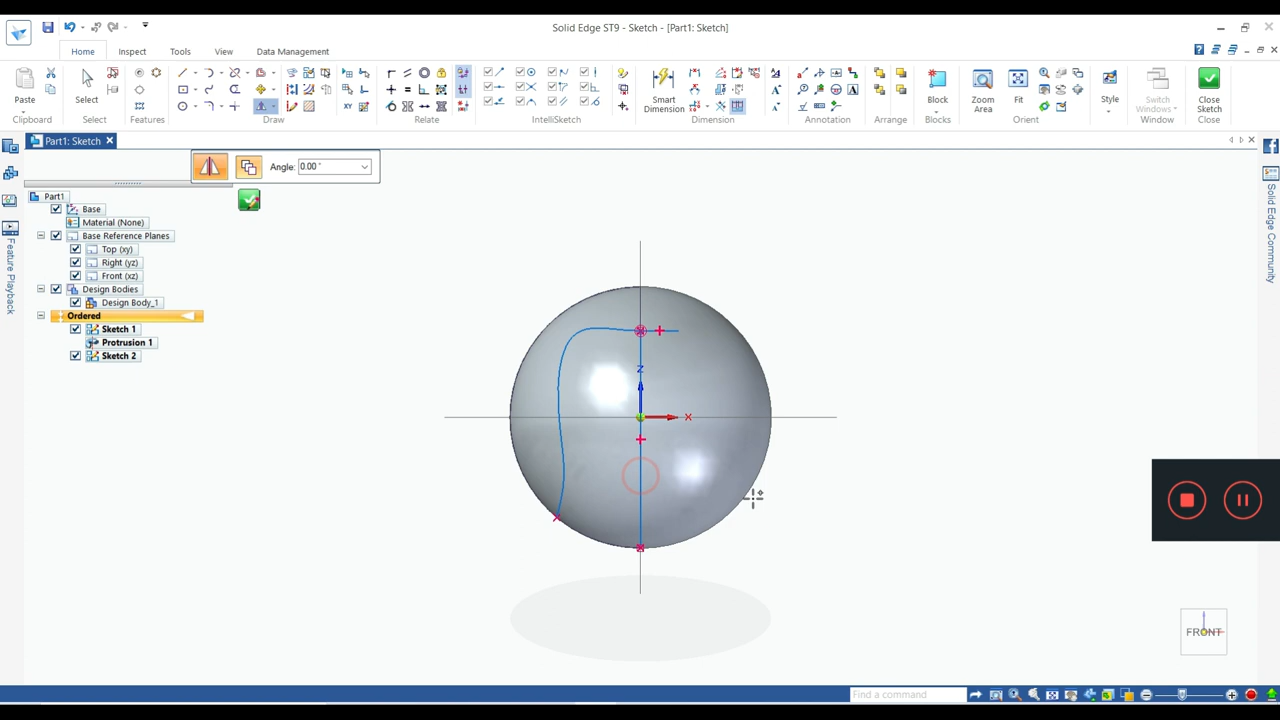 Solid Edge ST9 - Sketch - [Part1: Sketch]
Home Inspect Tools View Data Management
Paste Select Smart Dimension Block Zoom Area Fit Style Switch Windows Close Sketch
Clipboard Select Features Draw Relate IntelliSketch Dimension Annotation Arrange Blocks Orient Style Window Close
Part1: Sketch
Angle: 0.00 °
Part1
Base
Material (None)
Base Reference Planes
Top (xy)
Right (yz)
Front (xz)
Design Bodies
Design Body_1
Ordered
Sketch 1
Protrusion 1
Sketch 2
Feature Playback
Solid Edge Community
z
x
FRONT
Find a command